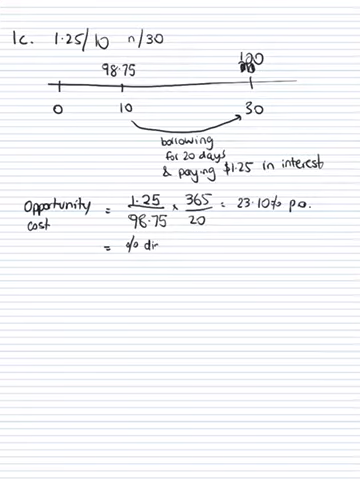 1c. 1.25/10 n/30
98.75 100
0 10 30
borrowing
for 20 days
& paying $1.25 in interest
Opportunity cost = 1.25/98.75 × 365/20 = 23.10% p.a.
= % di